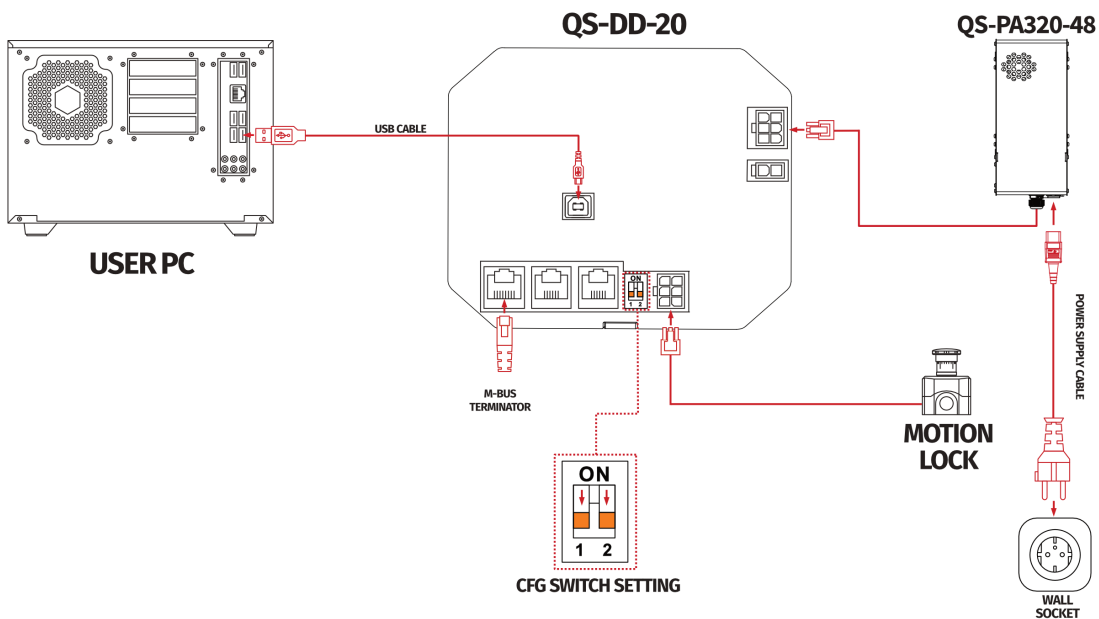 QS-DD-20
QS-PA320-48
USB CABLE
USER PC
ON
1 2
POWER SUPPLY CABLE
M-BUS
TERMINATOR
MOTION
LOCK
ON
1 2
CFG SWITCH SETTING
WALL
SOCKET